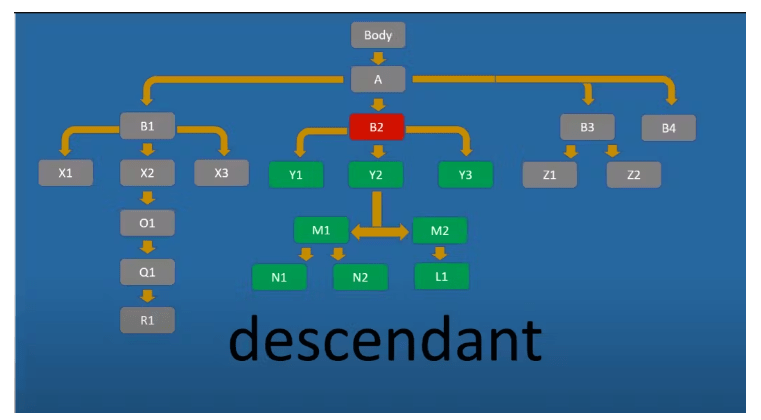 Body
A
B1 B2 B3 B4
X1 X2 X3 Y1 Y2 Y3 Z1 Z2
O1 M1 M2
Q1 N1 N2 L1
R1
descendant